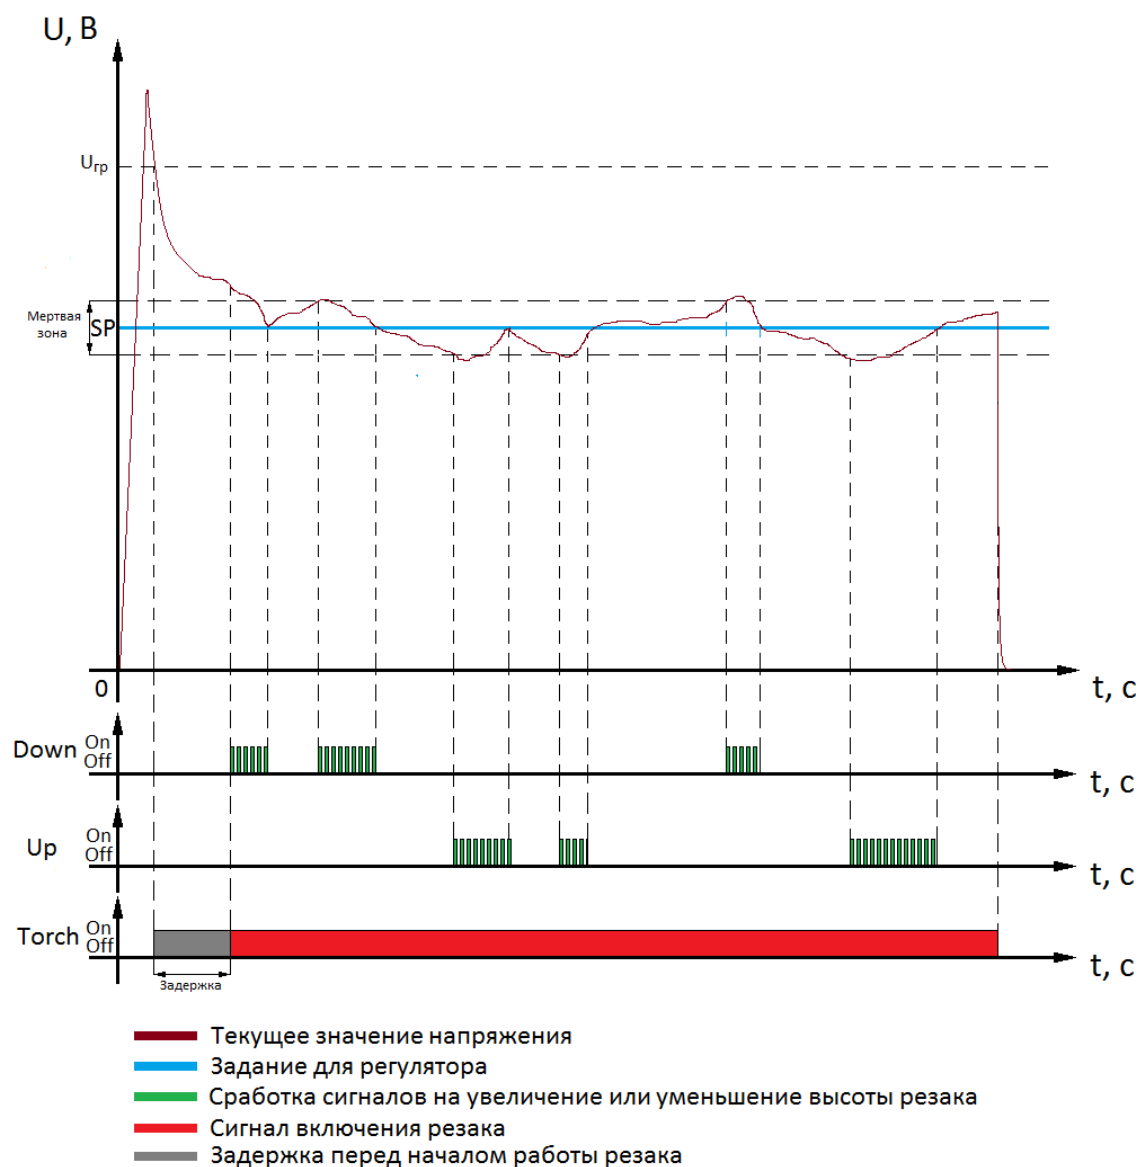 U, В
Uгр
Мертвая
зона
SP
0
t, с
Down
On
Off
t, с
Up
On
Off
t, с
Torch
On
Off
t, с
Задержка
Текущее значение напряжения
Задание для регулятора
Сработка сигналов на увеличение или уменьшение высоты резака
Сигнал включения резака
Задержка перед началом работы резака